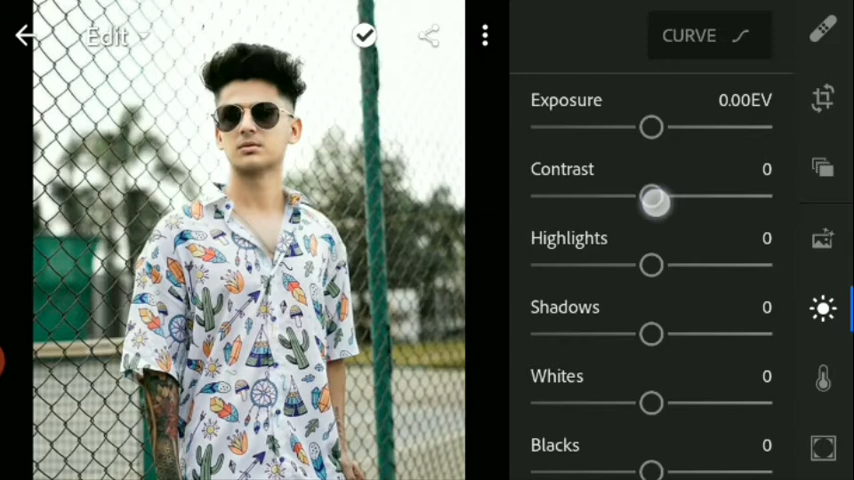 Edit
CURVE
Exposure 0.00EV
Contrast 0
Highlights 0
Shadows 0
Whites 0
Blacks 0